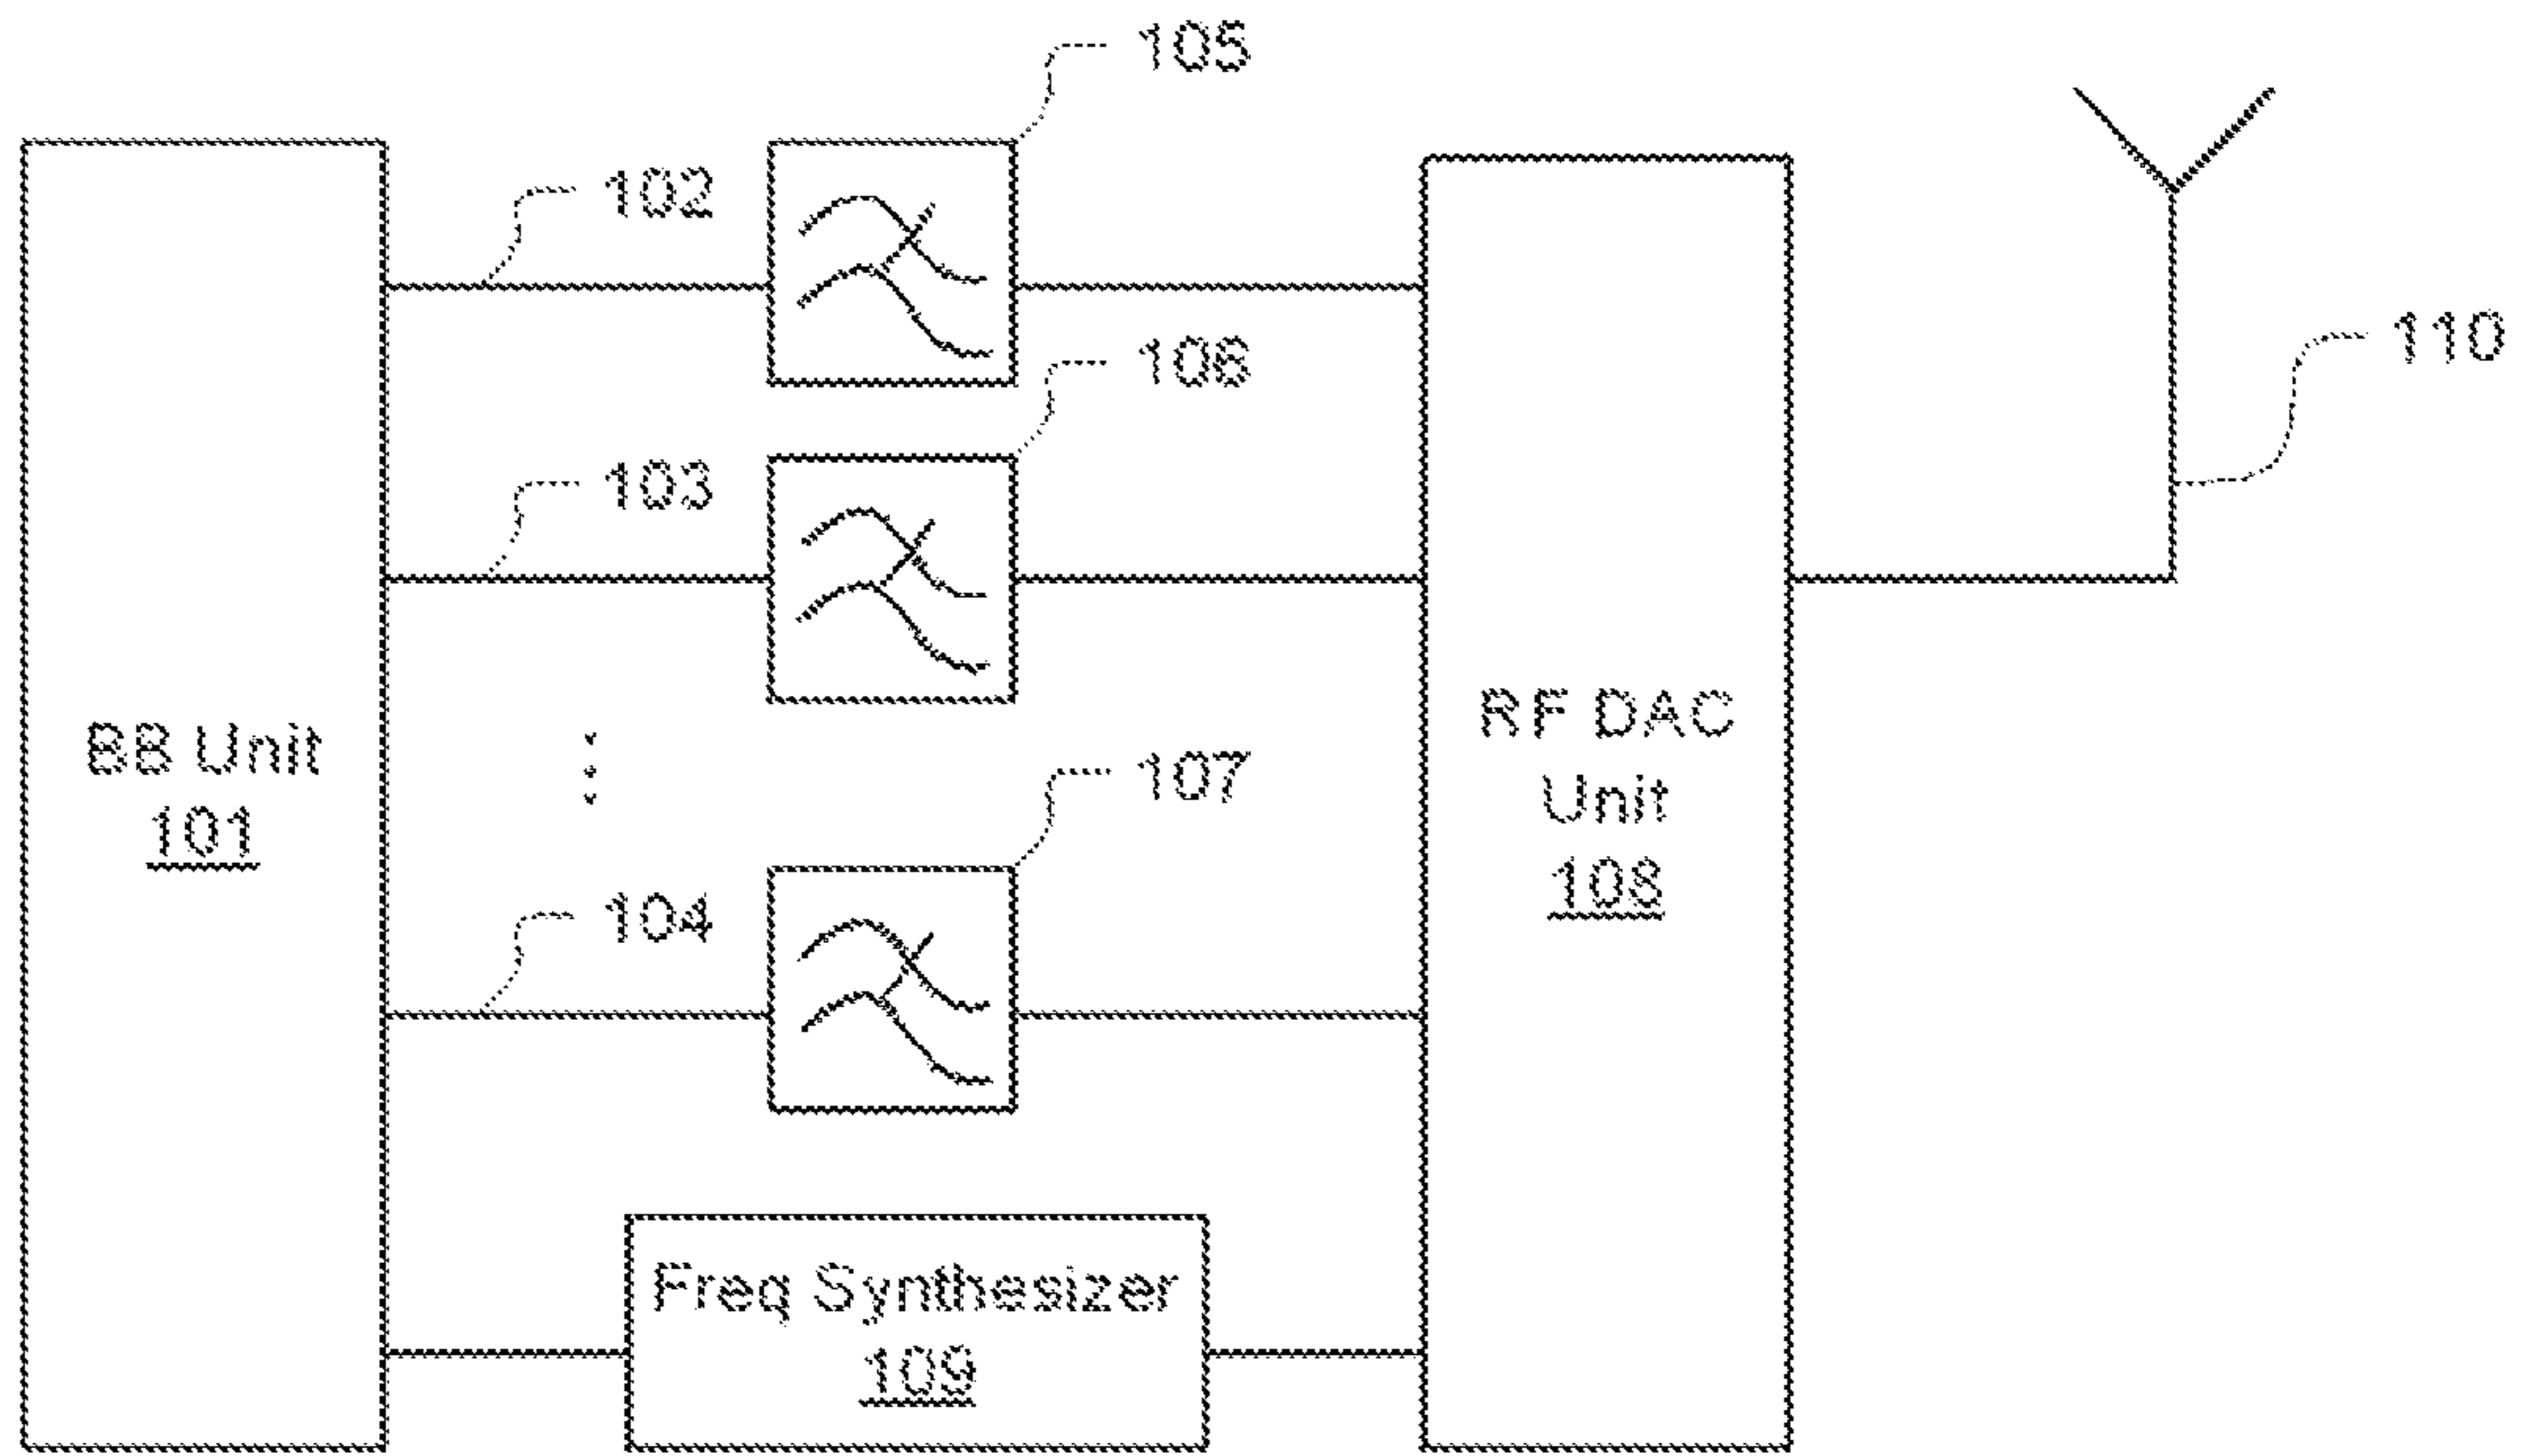 105
102
110
106
103
BB Unit
101
107
RF DAC
Unit
108
104
Freq Synthesizer
109